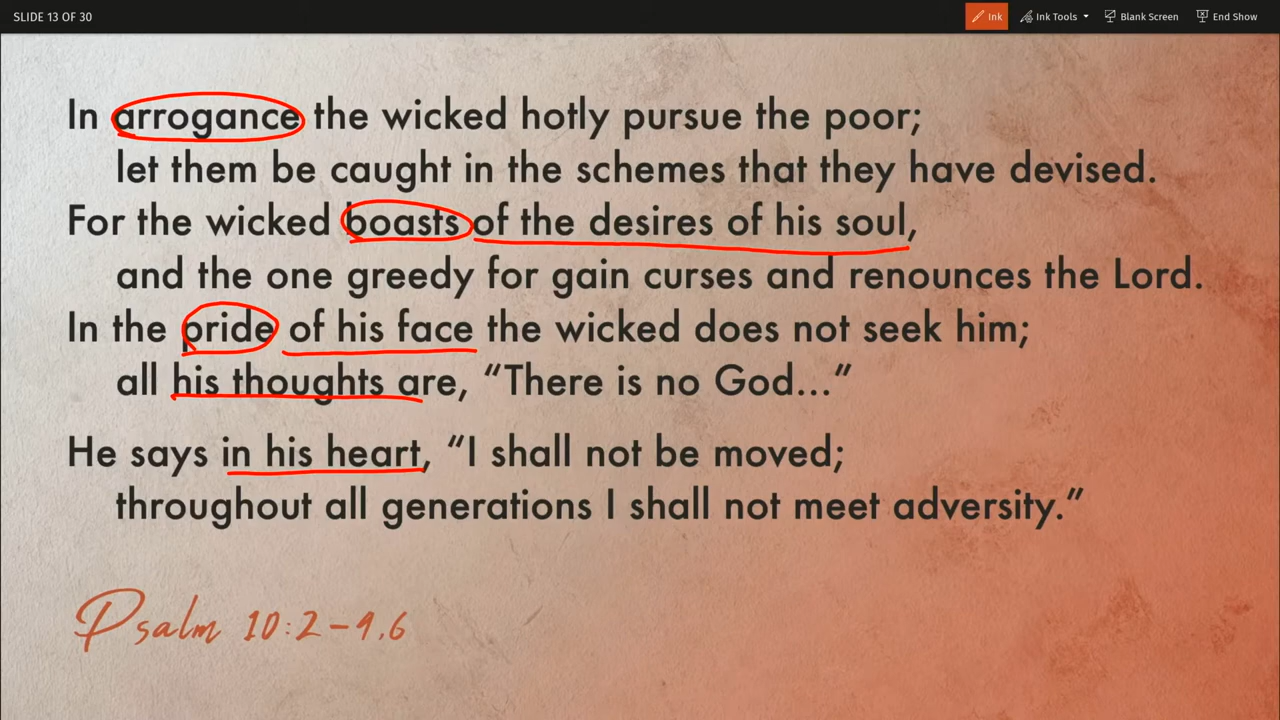 SLIDE 13 OF 30
Ink
Ink Tools
Blank Screen
End Show
In arrogance the wicked hotly pursue the poor;
let them be caught in the schemes that they have devised.
For the wicked boasts of the desires of his soul,
and the one greedy for gain curses and renounces the Lord.
In the pride of his face the wicked does not seek him;
all his thoughts are, “There is no God...”
He says in his heart, “I shall not be moved;
throughout all generations I shall not meet adversity.”
Psalm 10:2-4,6